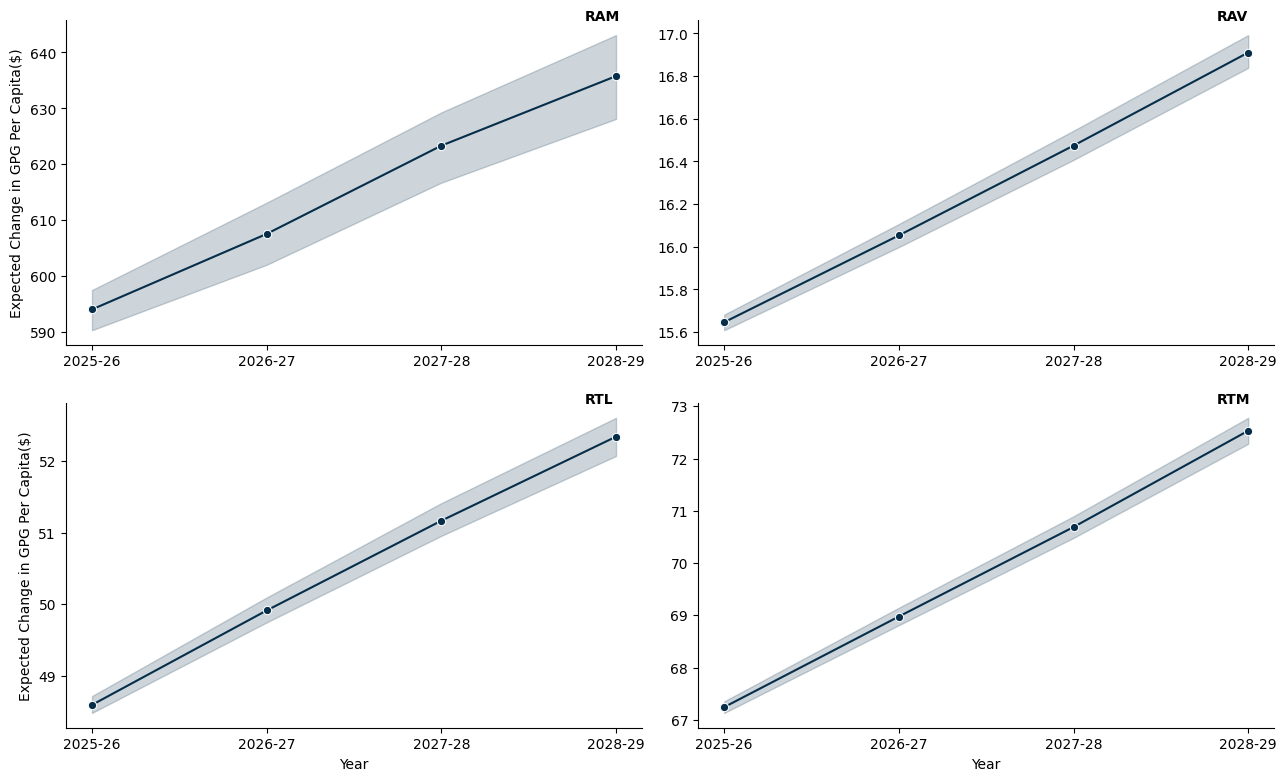 RAM
Expected Change in GPG Per Capita($)
640
630
620
610
600
590
2025-26 2026-27 2027-28 2028-29
RAV
17.0
16.8
16.6
16.4
16.2
16.0
15.8
15.6
2025-26 2026-27 2027-28 2028-29
RTL
Expected Change in GPG Per Capita($)
52
51
50
49
2025-26 2026-27 2027-28 2028-29
Year
RTM
73
72
71
70
69
68
67
2025-26 2026-27 2027-28 2028-29
Year